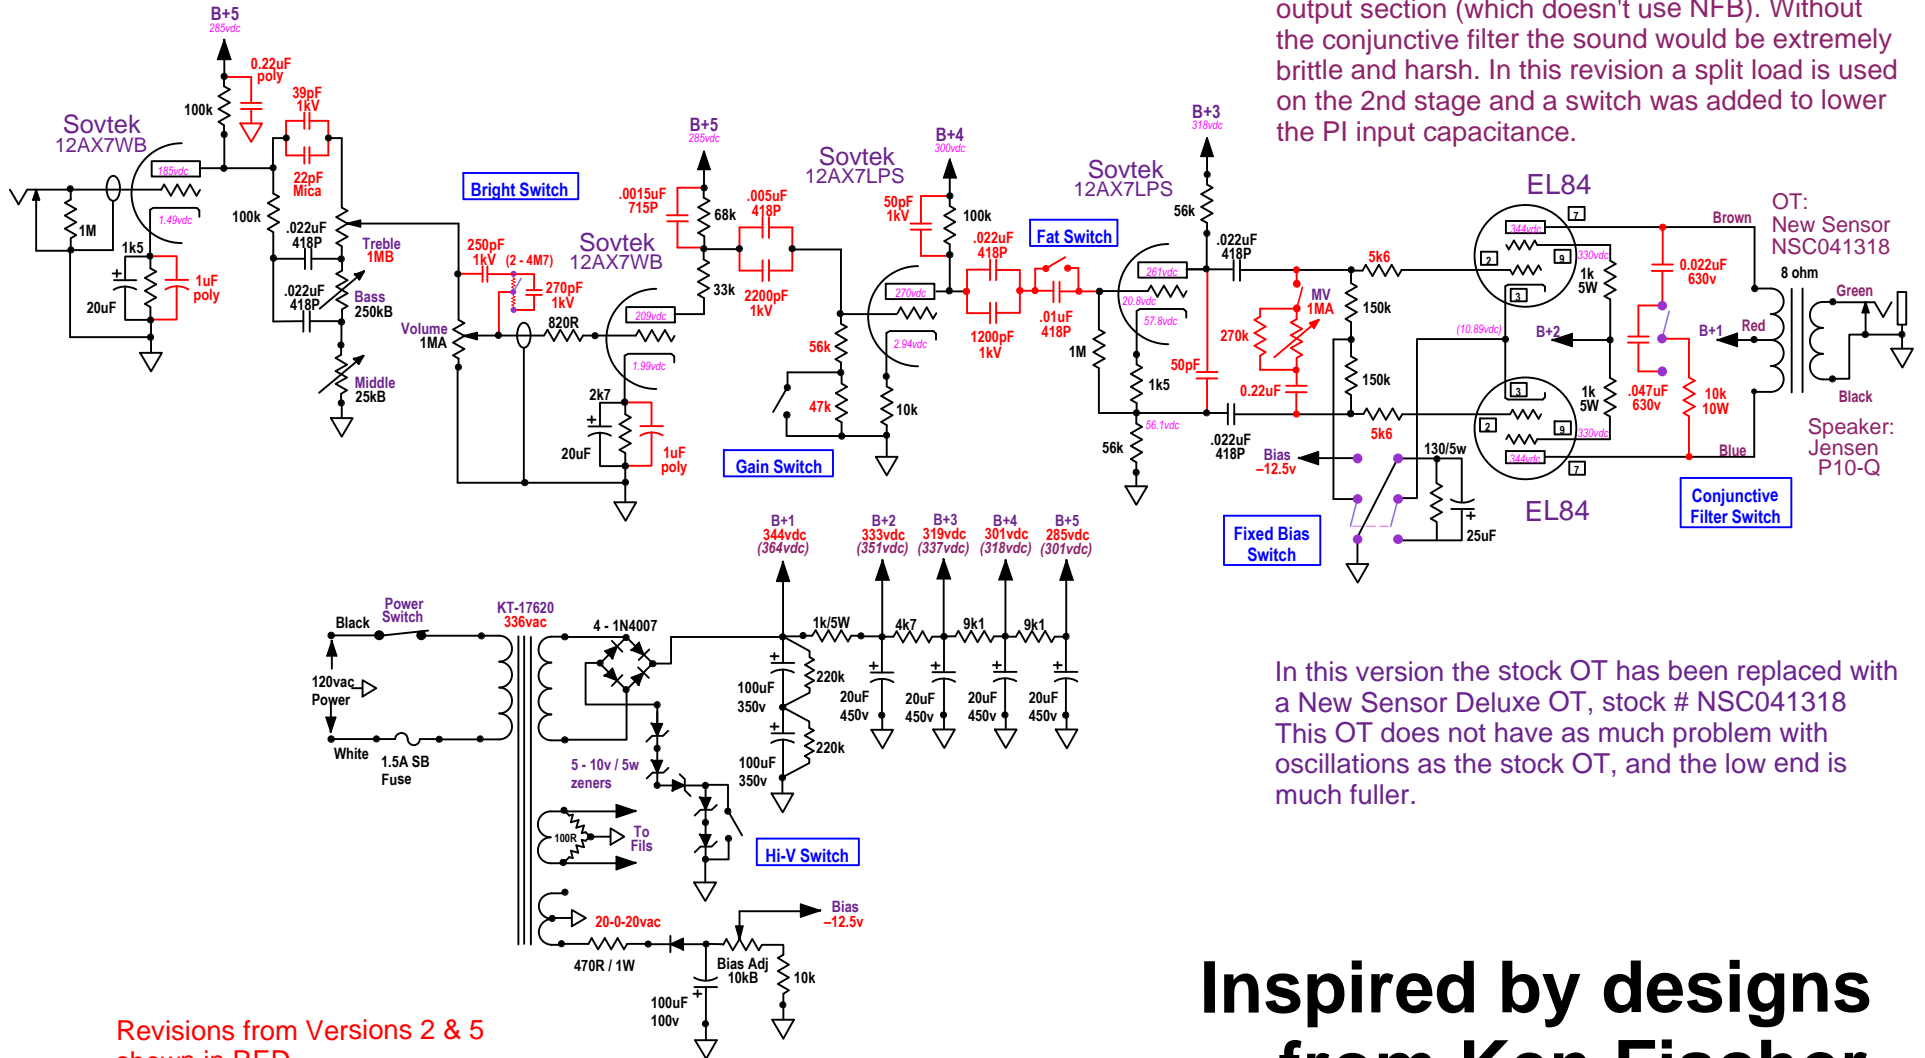 output section (which doesn't use NFB). Without
the conjunctive filter the sound would be extremely
brittle and harsh. In this revision a split load is used
on the 2nd stage and a switch was added to lower
the PI input capacitance.
B+5
285vdc
0.22uF
poly
100k
39pF
1kV
22pF
Mica
Sovtek
12AX7WB
185vdc
1.49vdc
1M
1k5
20uF
1uF
poly
100k
.022uF
418P
.022uF
418P
Treble
1MB
Bass
250kB
Middle
25kB
Bright Switch
250pF
1kV
(2 - 4M7)
270pF
1kV
Volume
1MA
820R
Sovtek
12AX7WB
209vdc
1.99vdc
2k7
20uF
1uF
poly
B+5
285vdc
.0015uF
715P
68k
33k
.005uF
418P
2200pF
1kV
56k
47k
Gain Switch
Sovtek
12AX7LPS
270vdc
2.94vdc
10k
B+4
300vdc
50pF
1kV
100k
.022uF
418P
1200pF
1kV
Fat Switch
.01uF
418P
1M
Sovtek
12AX7LPS
B+3
318vdc
56k
261vdc
20.8vdc
57.8vdc
1k5
56.1vdc
56k
50pF
.022uF
418P
.022uF
418P
MV
1MA
270k
0.22uF
150k
150k
5k6
5k6
Bias
–12.5v
Fixed Bias
Switch
130/5w
25uF
(10.89vdc)
EL84
7
344vdc
2
9
330vdc
3
1k
5W
B+2
1k
5W
3
2
9
330vdc
344vdc
7
EL84
Brown
0.022uF
630v
.047uF
630v
10k
10W
B+1
Red
Blue
Conjunctive
Filter Switch
OT:
New Sensor
NSC041318
8 ohm
Green
Black
Speaker:
Jensen
P10-Q
B+1
344vdc
(364vdc)
B+2
333vdc
(351vdc)
B+3
319vdc
(337vdc)
B+4
301vdc
(318vdc)
B+5
285vdc
(301vdc)
1k/5W
4k7
9k1
9k1
Power
Switch
Black
120vac
Power
White
1.5A SB
Fuse
KT-17620
336vac
4 - 1N4007
5 - 10v / 5w
zeners
100uF
350v
220k
100uF
350v
220k
20uF
450v
20uF
450v
20uF
450v
20uF
450v
Hi-V Switch
100R
To
Fils
20-0-20vac
470R / 1W
Bias
–12.5v
Bias Adj
10kB
10k
100uF
100v
In this version the stock OT has been replaced with
a New Sensor Deluxe OT, stock # NSC041318
This OT does not have as much problem with
oscillations as the stock OT, and the low end is
much fuller.
Revisions from Versions 2 & 5
shown in RED
Inspired by designs
from Ken Fischer